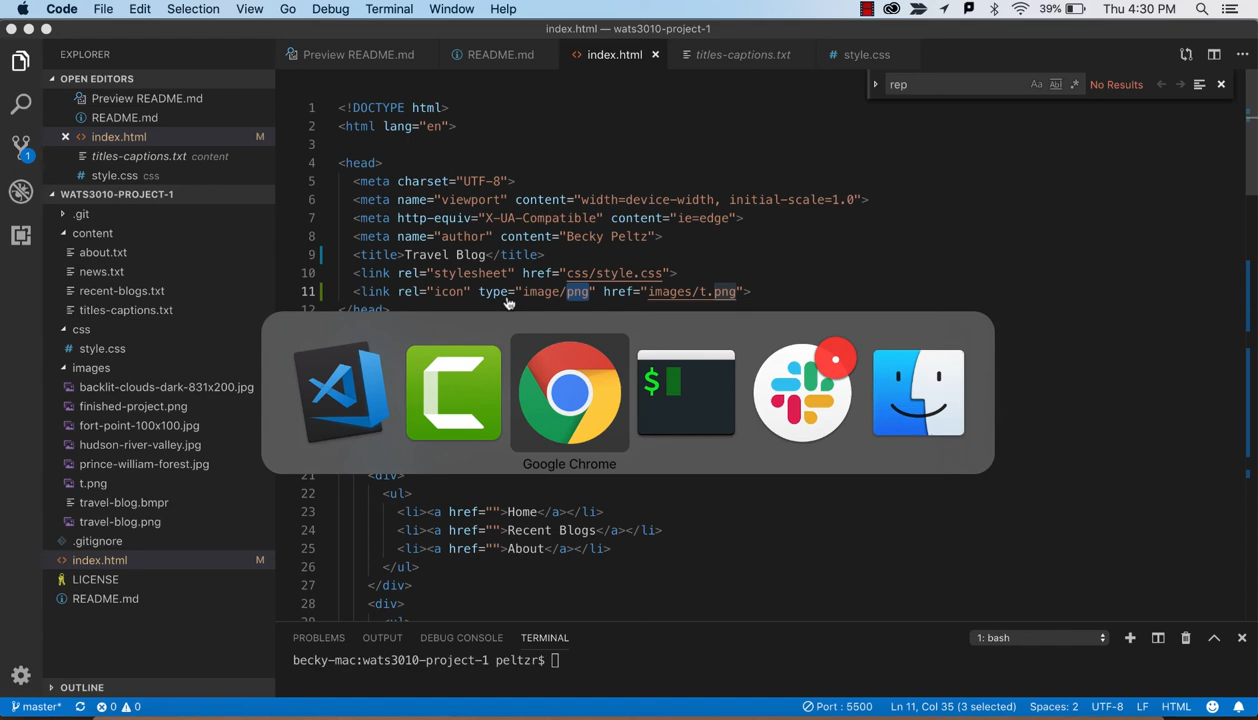 Code File Edit Selection View Go Debug Terminal Window Help 39% Thu 4:30 PM
index.html — wats3010-project-1
EXPLORER
Preview README.md README.md <> index.html titles-captions.txt style.css
OPEN EDITORS
Preview README.md
README.md
<> index.html M
titles-captions.txt content
# style.css css
WATS3010-PROJECT-1
.git
content
about.txt
news.txt
recent-blogs.txt
titles-captions.txt
css
# style.css
images
backlit-clouds-dark-831x200.jpg
finished-project.png
fort-point-100x100.jpg
hudson-river-valley.jpg
prince-william-forest.jpg
t.png
travel-blog.bmpr
travel-blog.png
.gitignore
<> index.html M
LICENSE
README.md
OUTLINE
1
rep Aa Abl .* No Results
1 <!DOCTYPE html>
2 <html lang="en">
3
4 <head>
5 <meta charset="UTF-8">
6 <meta name="viewport" content="width=device-width, initial-scale=1.0">
7 <meta http-equiv="X-UA-Compatible" content="ie=edge">
8 <meta name="author" content="Becky Peltz">
9 <title>Travel Blog</title>
10 <link rel="stylesheet" href="css/style.css">
11 <link rel="icon" type="image/png" href="images/t.png">
12 </head>
$
Google Chrome
21 <div>
22 <ul>
23 <li><a href="">Home</a></li>
24 <li><a href="">Recent Blogs</a></li>
25 <li><a href="">About</a></li>
26 </ul>
27 </div>
28 <div>
PROBLEMS OUTPUT DEBUG CONSOLE TERMINAL 1: bash
becky-mac:wats3010-project-1 peltzr$
master* 0 0 Port : 5500 Ln 11, Col 35 (3 selected) Spaces: 2 UTF-8 LF HTML